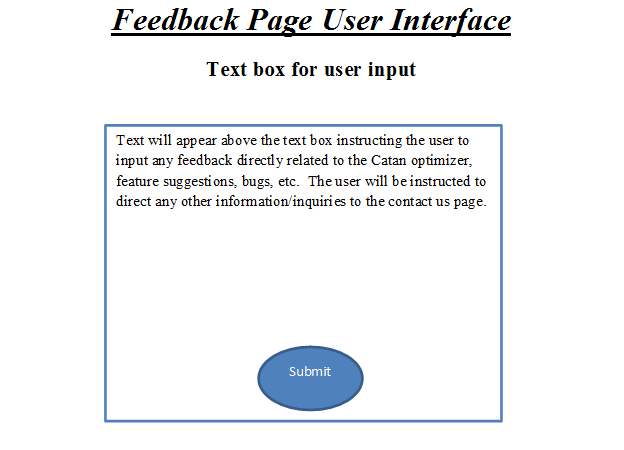 Feedback Page User Interface
Text box for user input
Text will appear above the text box instructing the user to
input any feedback directly related to the Catan optimizer,
feature suggestions, bugs, etc.  The user will be instructed to
direct any other information/inquiries to the contact us page.
Submit